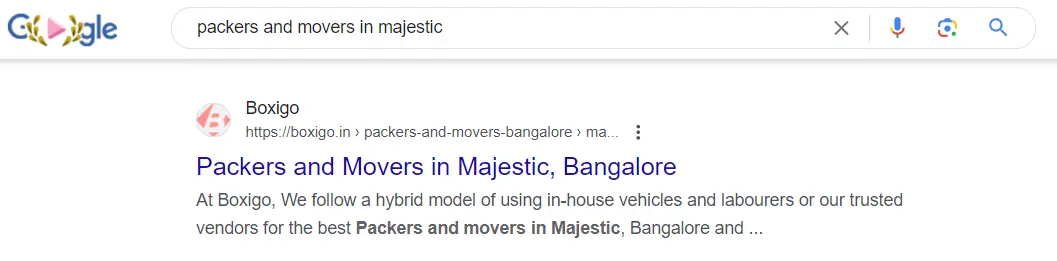 Google
packers and movers in majestic
Boxigo
https://boxigo.in › packers-and-movers-bangalore › ma...
Packers and Movers in Majestic, Bangalore
At Boxigo, We follow a hybrid model of using in-house vehicles and labourers or our trusted
vendors for the best Packers and movers in Majestic, Bangalore and ...